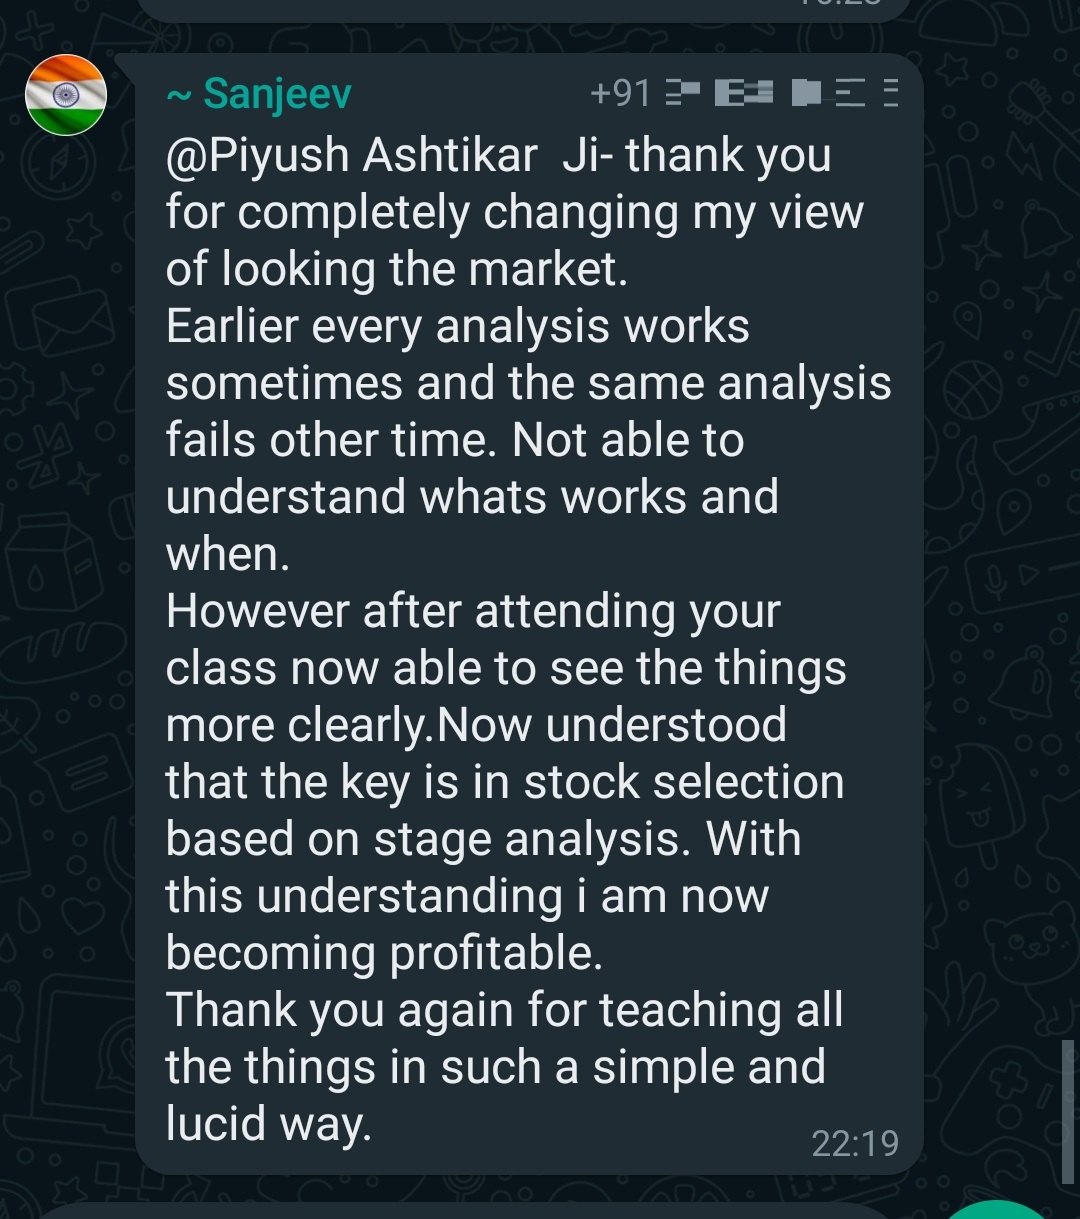 ~ Sanjeev +91
@Piyush Ashtikar Ji- thank you
for completely changing my view
of looking the market.
Earlier every analysis works
sometimes and the same analysis
fails other time. Not able to
understand whats works and
when.
However after attending your
class now able to see the things
more clearly.Now understood
that the key is in stock selection
based on stage analysis. With
this understanding i am now
becoming profitable.
Thank you again for teaching all
the things in such a simple and
lucid way.
22:19